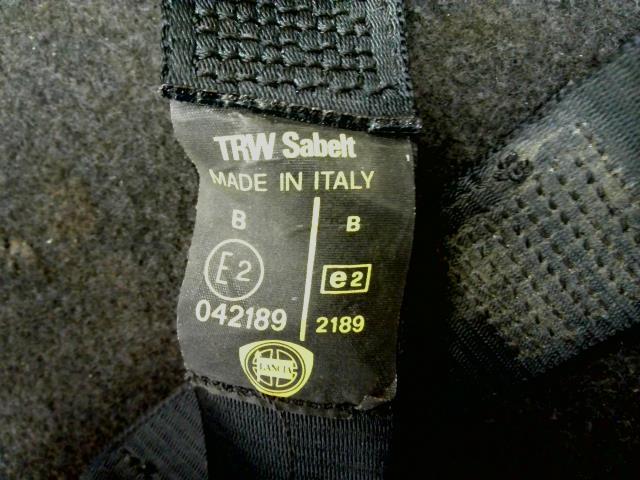 TRW Sabelt
MADE IN ITALY
B B
E2 e2
042189 2189
LANCIA